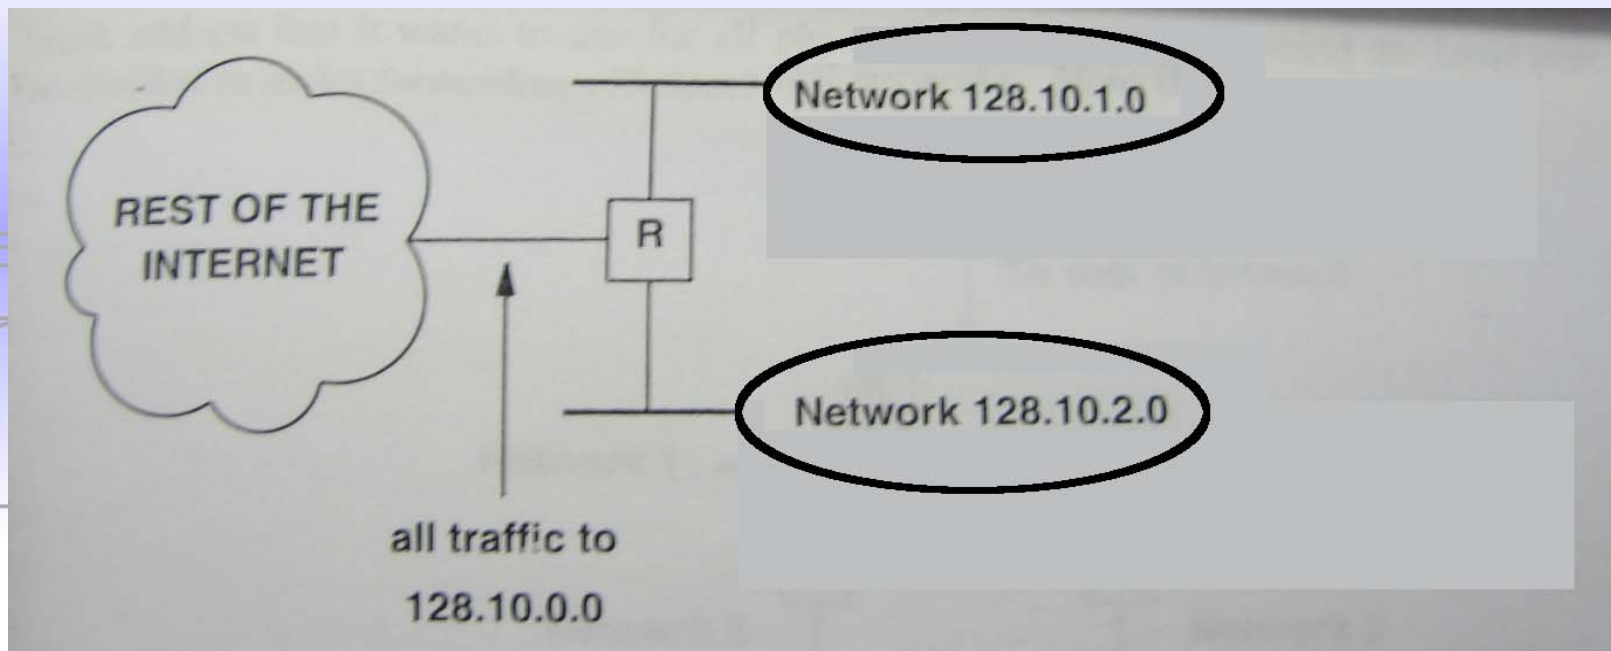 Network 128.10.1.0
REST OF THE
INTERNET
R
Network 128.10.2.0
all traffic to
128.10.0.0